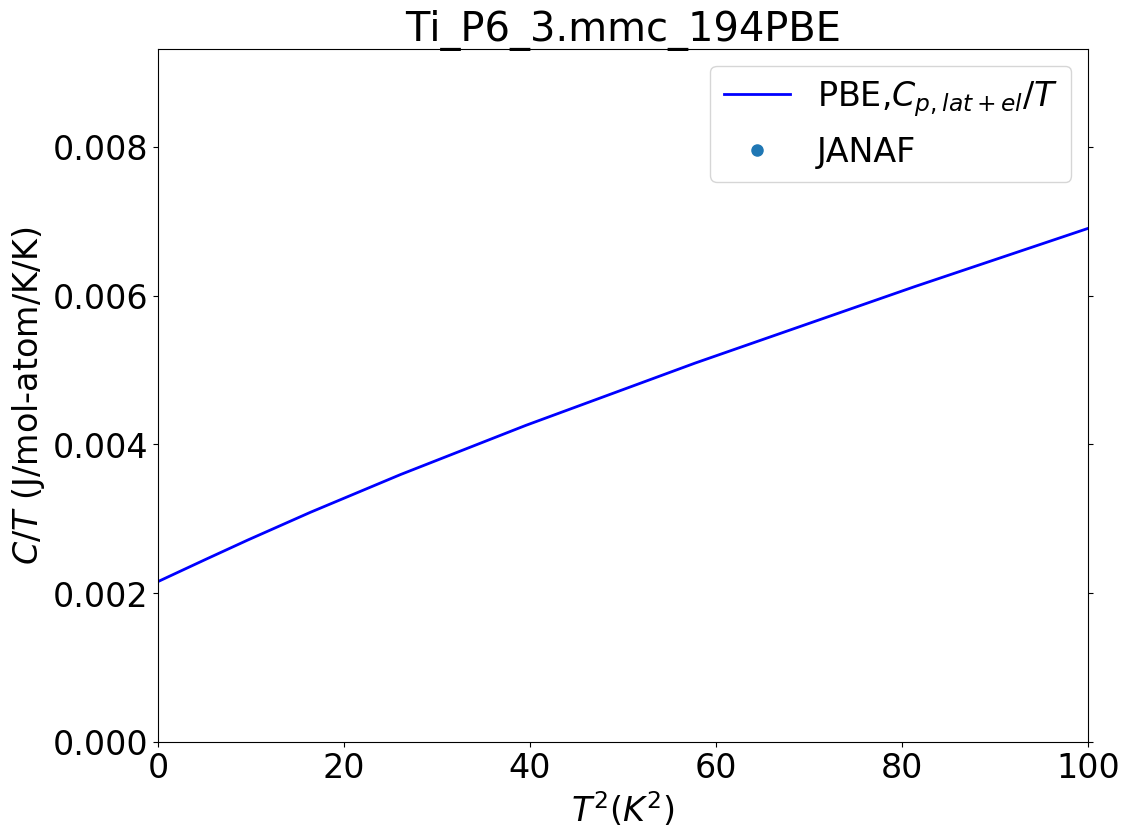 Ti_P6_3.mmc_194PBE
PBE,C_{p, lat+el}/T
JANAF
0.008
0.006
0.004
0.002
0.000
C/T (J/mol-atom/K/K)
0 20 40 60 80 100
T^2(K^2)